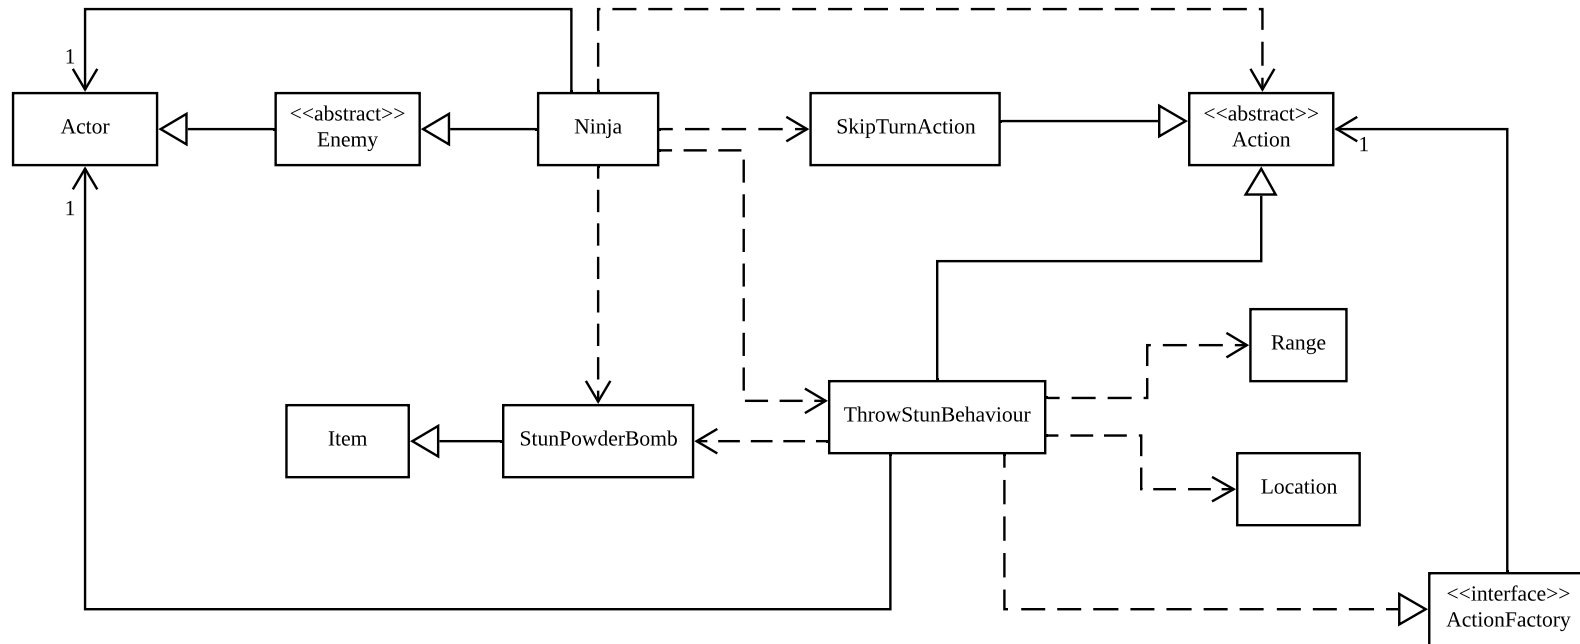 1
Actor
<<abstract>>
Enemy
Ninja
SkipTurnAction
<<abstract>>
Action
1
1
Range
Item
StunPowderBomb
ThrowStunBehaviour
Location
<<interface>>
ActionFactory